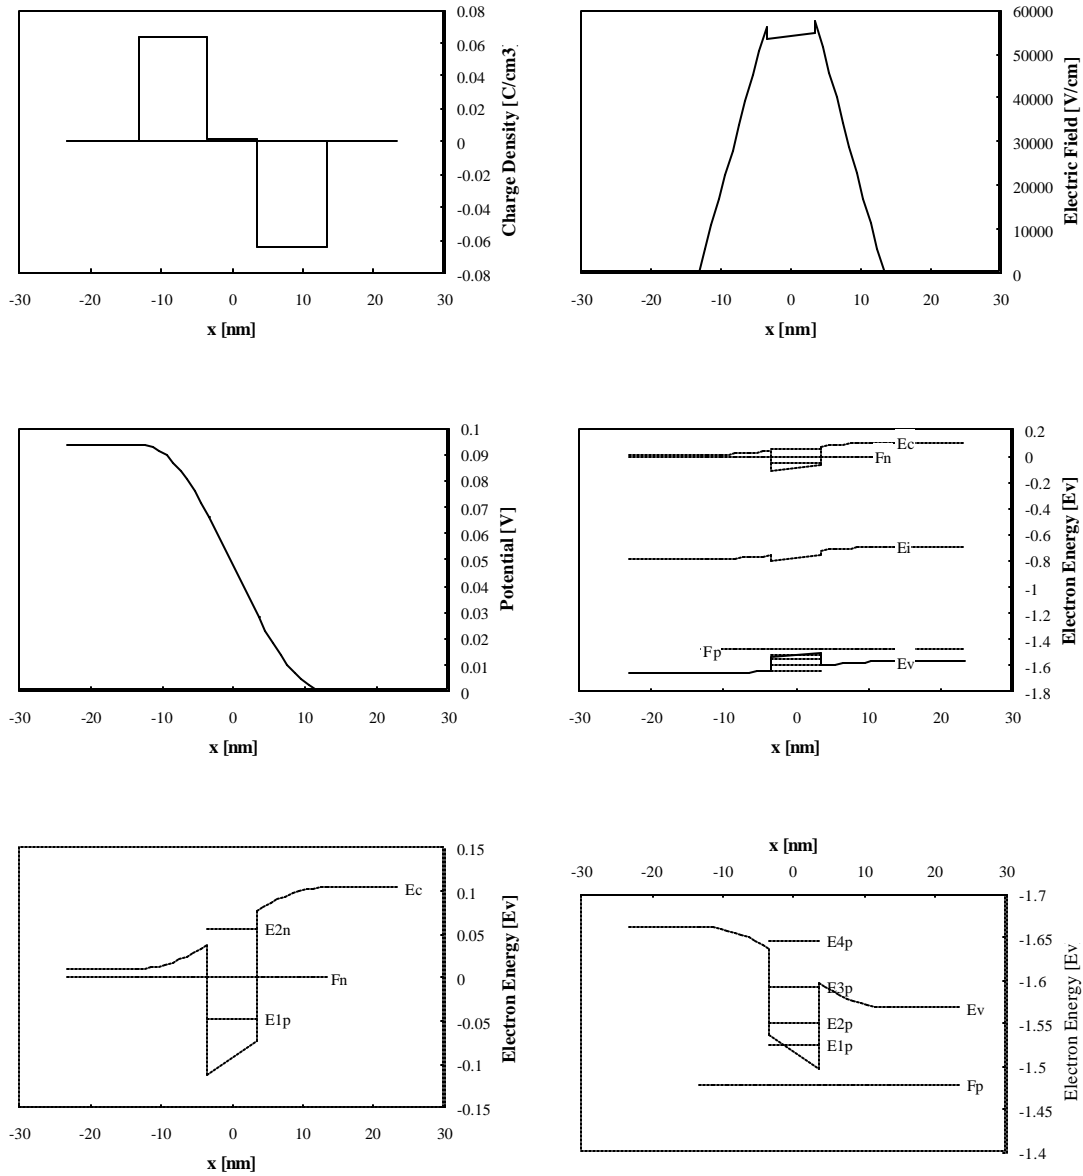 0.08
0.06
0.04
0.02
0
-0.02
-0.04
-0.06
-0.08
Charge Density [C/cm3]
-30 -20 -10 0 10 20 30
x [nm]
60000
50000
40000
30000
20000
10000
0
Electric Field [V/cm]
-30 -20 -10 0 10 20 30
x [nm]
0.1
0.09
0.08
0.07
0.06
0.05
0.04
0.03
0.02
0.01
0
Potential [V]
-30 -20 -10 0 10 20 30
x [nm]
0.2
0
-0.2
-0.4
-0.6
-0.8
-1
-1.2
-1.4
-1.6
-1.8
Electron Energy [Ev]
Ec
Fn
Ei
Fp
Ev
-30 -20 -10 0 10 20 30
x [nm]
0.15
0.1
0.05
0
-0.05
-0.1
-0.15
Electron Energy [Ev]
Ec
E2n
Fn
E1p
-30 -20 -10 0 10 20 30
x [nm]
x [nm]
-30 -20 -10 0 10 20 30
-1.7
-1.65
-1.6
-1.55
-1.5
-1.45
-1.4
Electron Energy [Ev
E4p
E3p
Ev
E2p
E1p
Fp